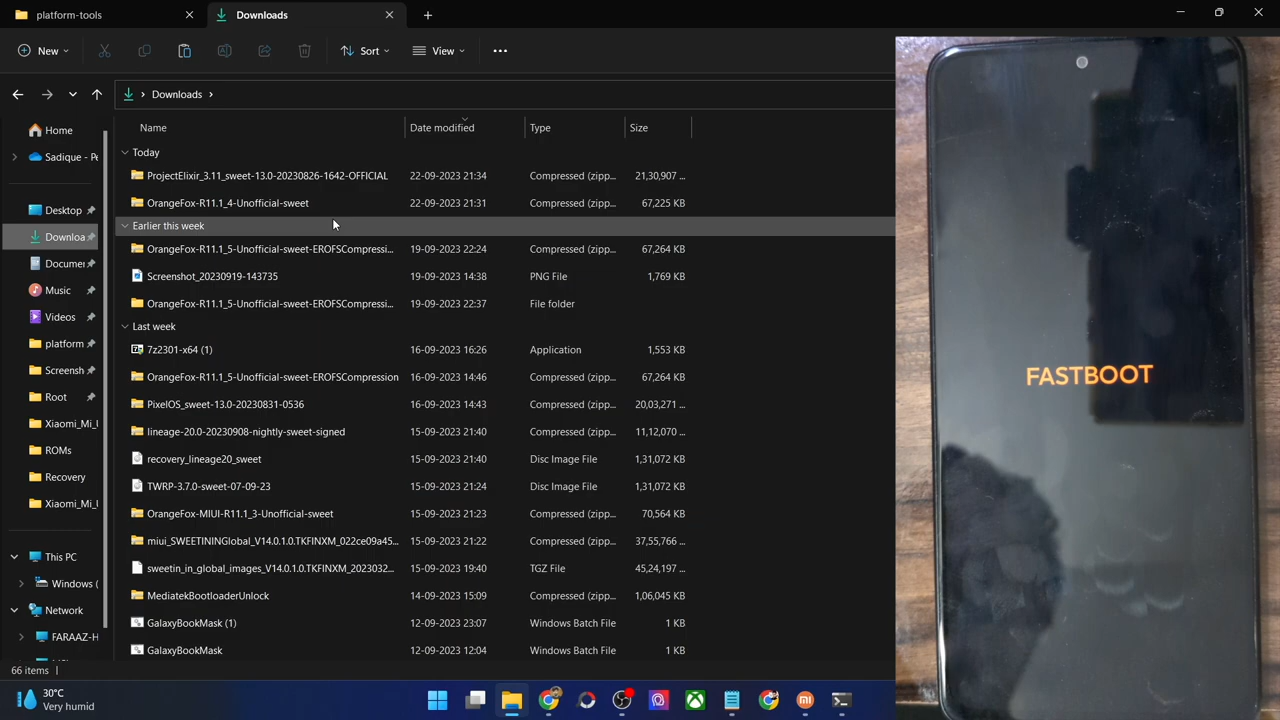 platform-tools
Downloads
New
Sort
View
Downloads
Name Date modified Type Size
Home
Sadique - Pe
Desktop
Downloa
Documen
Music
Videos
platform
Screensh
Root
Xiaomi_Mi_U
ROMs
Recovery
Xiaomi_Mi_U
This PC
Windows (
Network
FARAAZ-H
Today
ProjectElixir_3.11_sweet-13.0-20230826-1642-OFFICIAL 22-09-2023 21:34 Compressed (zipp... 21,30,907 ...
OrangeFox-R11.1_4-Unofficial-sweet 22-09-2023 21:31 Compressed (zipp... 67,225 KB
Earlier this week
OrangeFox-R11.1_5-Unofficial-sweet-EROFSCompressi... 19-09-2023 22:24 Compressed (zipp... 67,264 KB
Screenshot_20230919-143735 19-09-2023 14:38 PNG File 1,769 KB
OrangeFox-R11.1_5-Unofficial-sweet-EROFSCompressi... 19-09-2023 22:37 File folder
Last week
7z2301-x64 (1) 16-09-2023 16:26 Application 1,553 KB
OrangeFox-R11.1_5-Unofficial-sweet-EROFSCompression 16-09-2023 14:46 Compressed (zipp... 67,264 KB
PixelOS_sweet-13.0-20230831-0536 16-09-2023 14:43 Compressed (zipp... 20,03,271 ...
lineage-20.0-20230908-nightly-sweet-signed 15-09-2023 21:40 Compressed (zipp... 11,12,070 ...
recovery_lineage20_sweet 15-09-2023 21:40 Disc Image File 1,31,072 KB
TWRP-3.7.0-sweet-07-09-23 15-09-2023 21:24 Disc Image File 1,31,072 KB
OrangeFox-MIUI-R11.1_3-Unofficial-sweet 15-09-2023 21:23 Compressed (zipp... 70,564 KB
miui_SWEETININGlobal_V14.0.1.0.TKFINXM_022ce09a45... 15-09-2023 21:22 Compressed (zipp... 37,55,766 ...
sweetin_in_global_images_V14.0.1.0.TKFINXM_2023032... 15-09-2023 19:40 TGZ File 45,24,197 ...
MediatekBootloaderUnlock 14-09-2023 15:09 Compressed (zipp... 1,06,045 KB
GalaxyBookMask (1) 12-09-2023 23:07 Windows Batch File 1 KB
GalaxyBookMask 12-09-2023 12:04 Windows Batch File 1 KB
66 items
30°C
Very humid
FASTBOOT